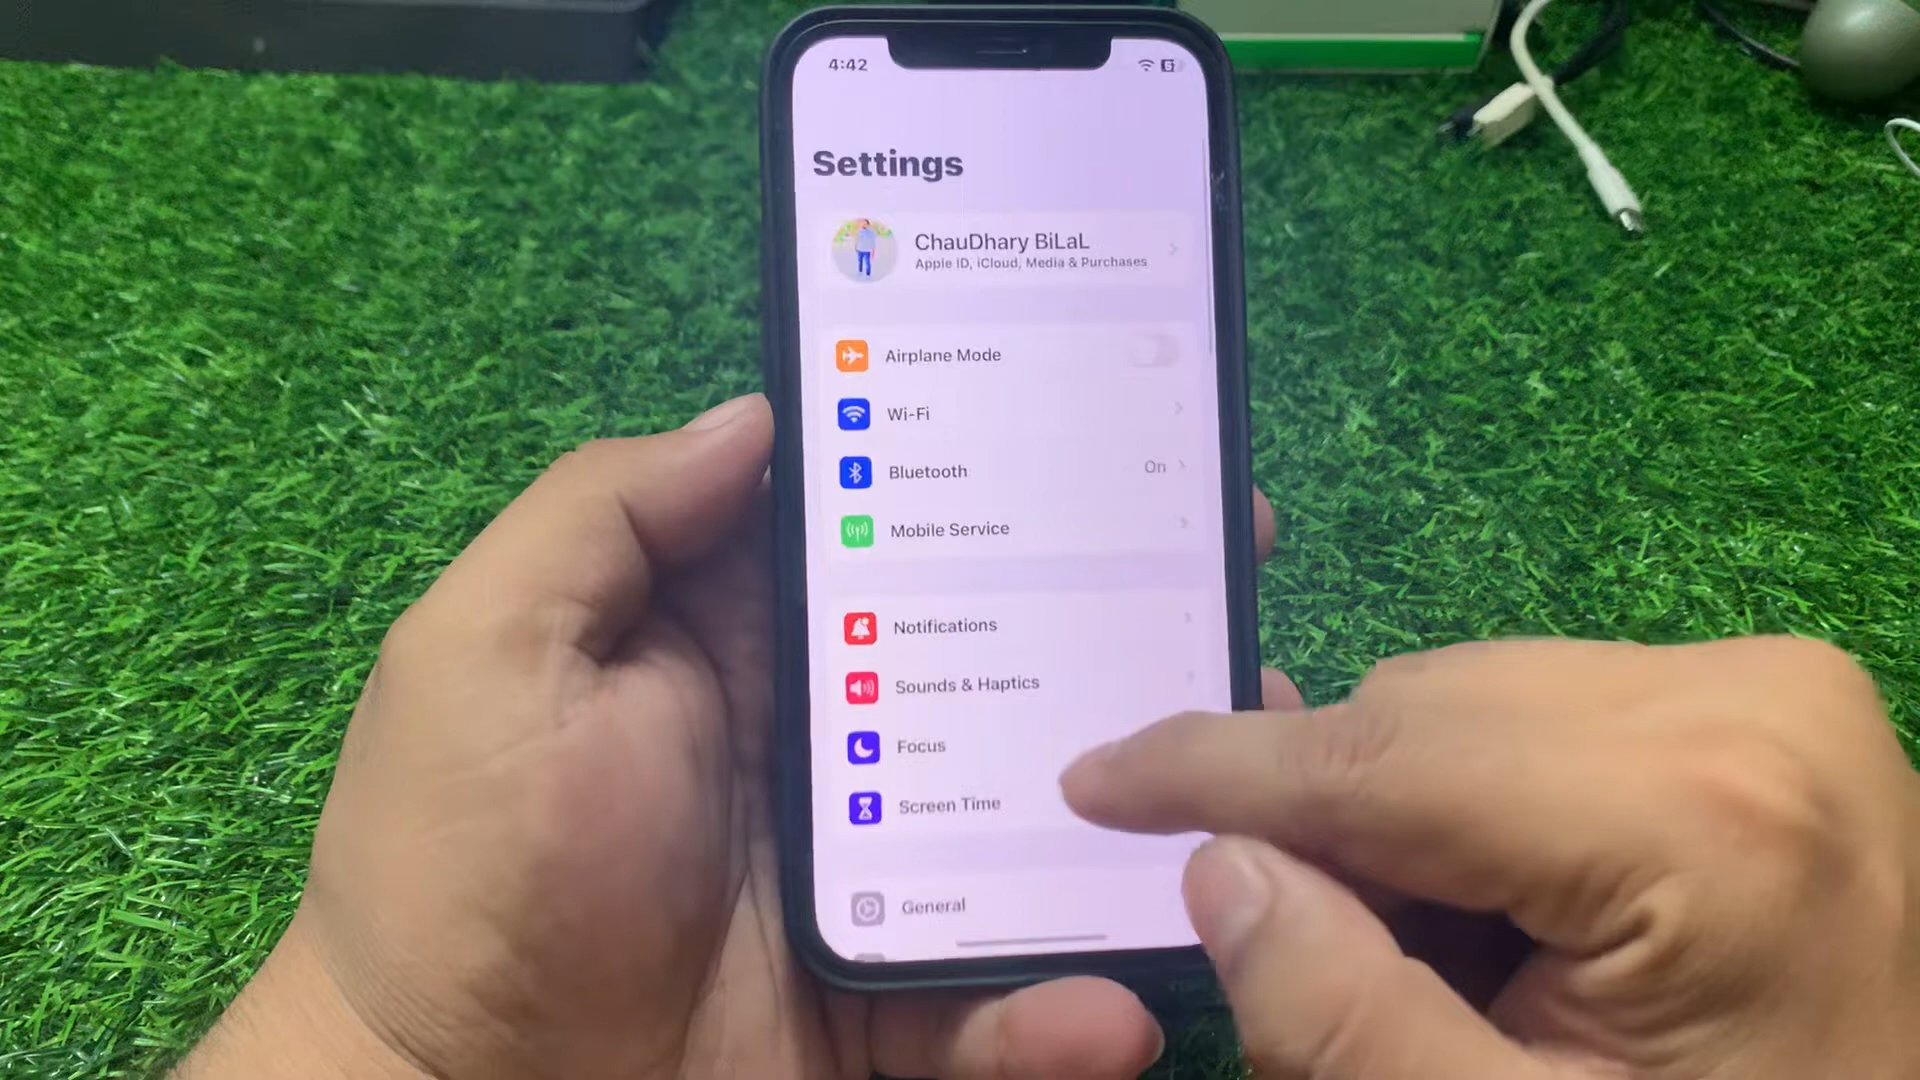 4:42
Settings
ChauDhary BiLaL
Apple ID, iCloud, Media & Purchases
Airplane Mode
Wi-Fi
Bluetooth On
Mobile Service
Notifications
Sounds & Haptics
Focus
Screen Time
General